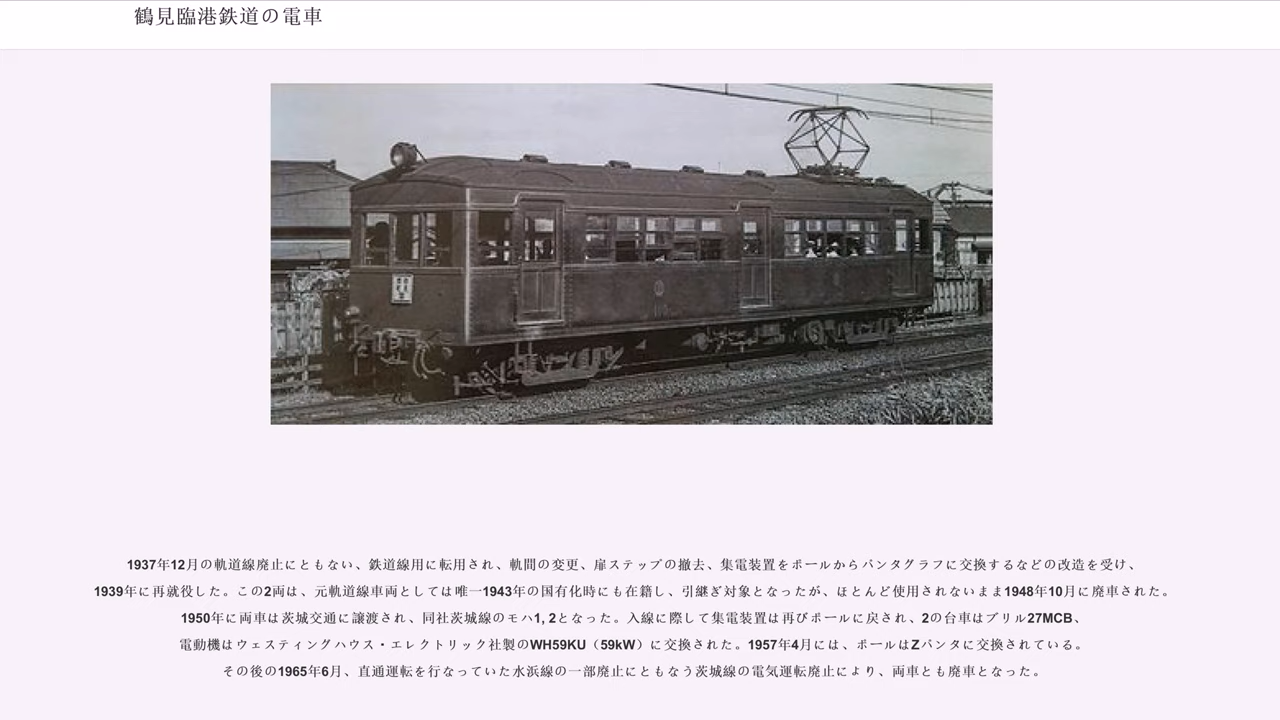 鶴見臨港鉄道の電車
1937年12月の軌道線廃止にともない、鉄道線用に転用され、軌間の変更、扉ステップの撤去、集電装置をポールからパンタグラフに交換するなどの改造を受け、
1939年に再就役した。この2両は、元軌道線車両としては唯一1943年の国有化時にも在籍し、引継ぎ対象となったが、ほとんど使用されないまま1948年10月に廃車された。
1950年に両車は茨城交通に譲渡され、同社茨城線のモハ1, 2となった。入線に際して集電装置は再びポールに戻され、2の台車はブリル27MCB、
電動機はウェスティングハウス・エレクトリック社製のWH59KU（59kW）に交換された。1957年4月には、ポールはZパンタに交換されている。
その後の1965年6月、直通運転を行なっていた水浜線の一部廃止にともなう茨城線の電気運転廃止により、両車とも廃車となった。